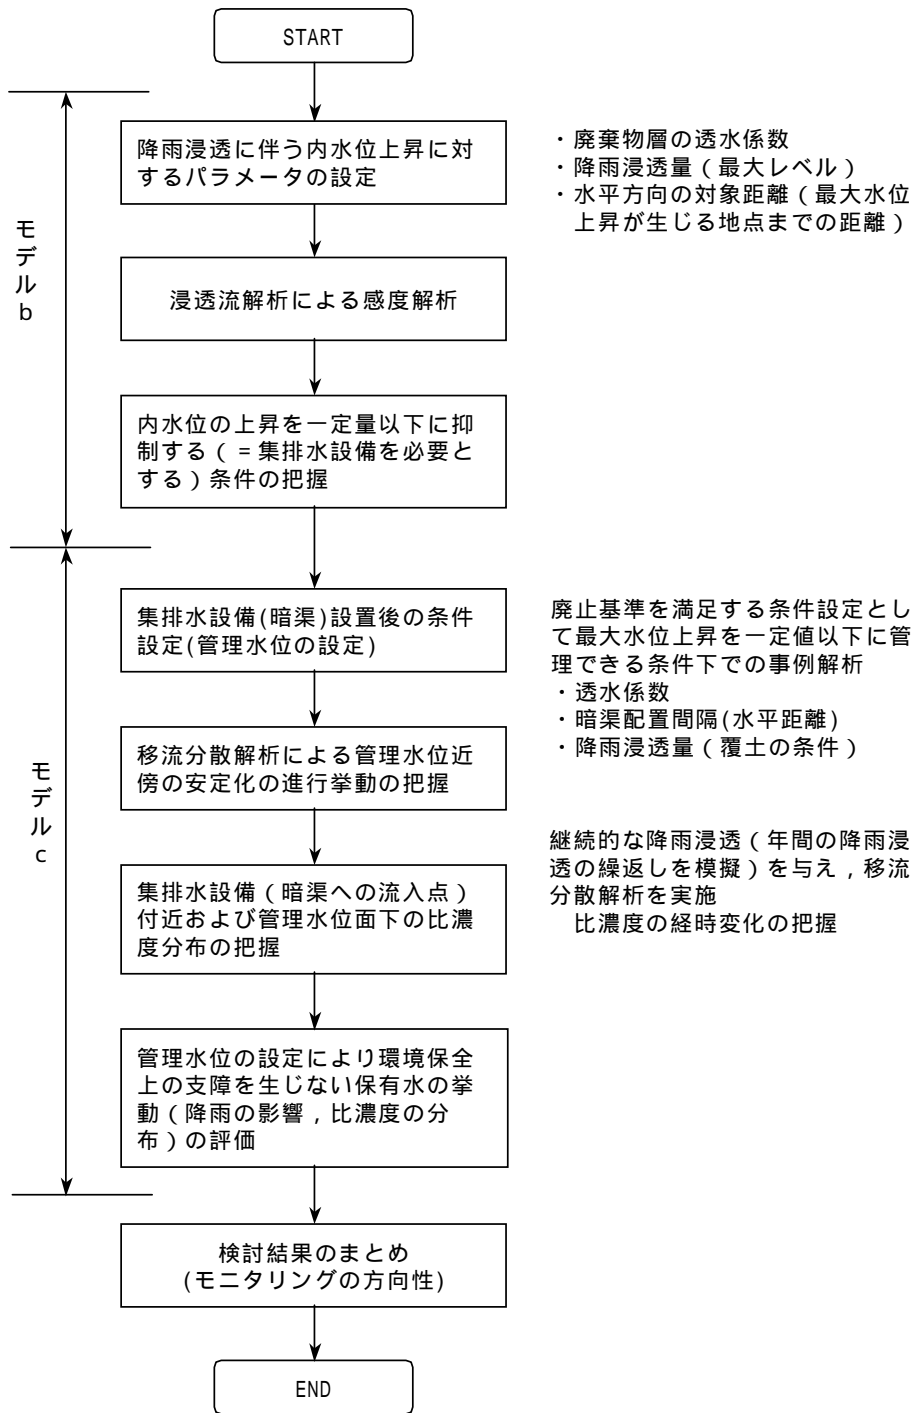 START
降雨浸透に伴う内水位上昇に対
するパラメータの設定
・廃棄物層の透水係数
・降雨浸透量(最大レベル)
・水平方向の対象距離(最大水位
上昇が生じる地点までの距離)
モデルb
浸透流解析による感度解析
内水位の上昇を一定量以下に抑
制する(=集排水設備を必要と
する)条件の把握
集排水設備(暗渠)設置後の条件
設定(管理水位の設定)
廃止基準を満足する条件設定とし
て最大水位上昇を一定値以下に管
理できる条件下での事例解析
・透水係数
・暗渠配置間隔(水平距離)
・降雨浸透量(覆土の条件)
モデルc
移流分散解析による管理水位近
傍の安定化の進行挙動の把握
集排水設備(暗渠への流入点)
付近および管理水位面下の比濃
度分布の把握
継続的な降雨浸透(年間の降雨浸
透の繰返しを模擬)を与え,移流
分散解析を実施
比濃度の経時変化の把握
管理水位の設定により環境保全
上の支障を生じない保有水の挙
動(降雨の影響,比濃度の分
布)の評価
検討結果のまとめ
(モニタリングの方向性)
END